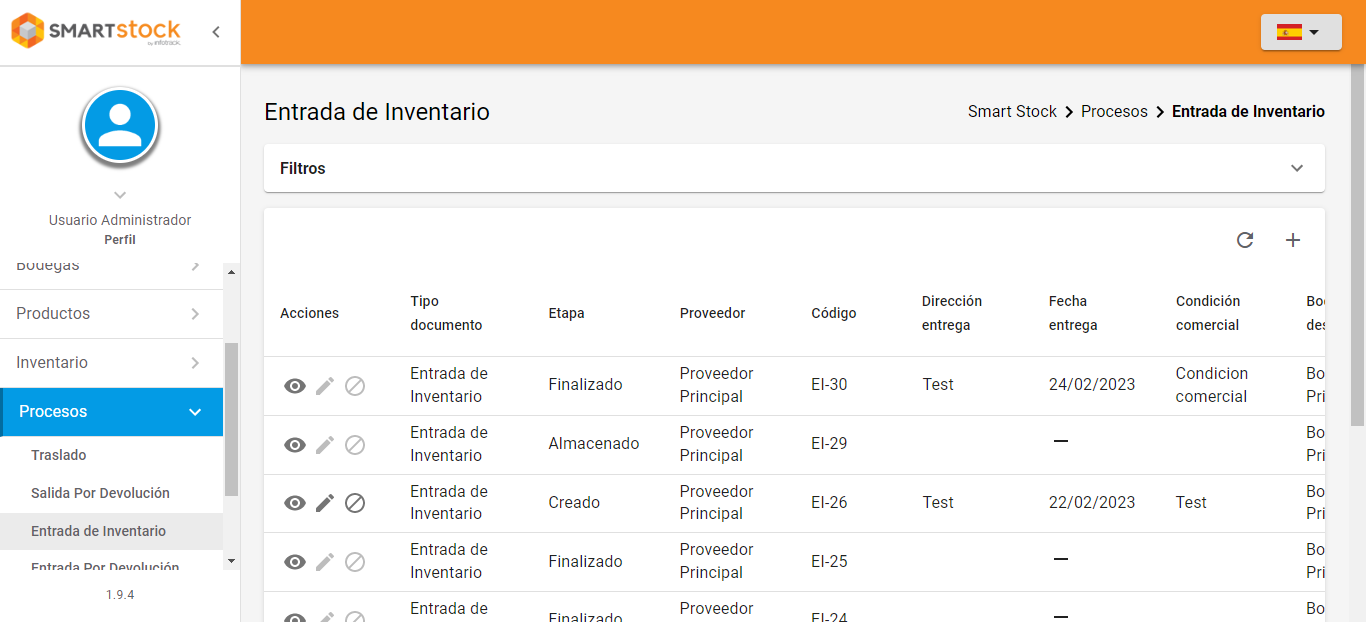 SMARTstock
by infotrack.
Usuario Administrador
Perfil
Bodegas
Productos
Inventario
Procesos
Traslado
Salida Por Devolución
Entrada de Inventario
Entrada Por Devolución
1.9.4
Entrada de Inventario
Smart Stock Procesos Entrada de Inventario
Filtros
Acciones Tipo documento Etapa Proveedor Código Dirección entrega Fecha entrega Condición comercial
Entrada de Inventario Finalizado Proveedor Principal EI-30 Test 24/02/2023 Condicion comercial Bo Pri
Entrada de Inventario Almacenado Proveedor Principal EI-29 — Bo Pri
Entrada de Inventario Creado Proveedor Principal EI-26 Test 22/02/2023 Test Bo Pri
Entrada de Inventario Finalizado Proveedor Principal EI-25 — Bo Pri
Entrada de Finalizado Proveedor EI-24 — Bo